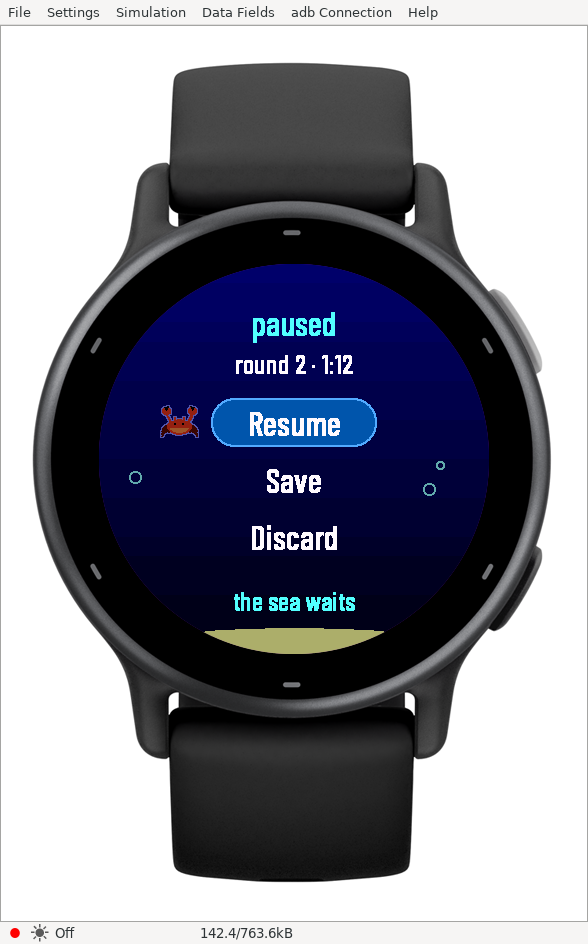 File Settings Simulation Data Fields adb Connection Help
paused
round 2 · 1:12
Resume
Save
Discard
the sea waits
Off 142.4/763.6kB